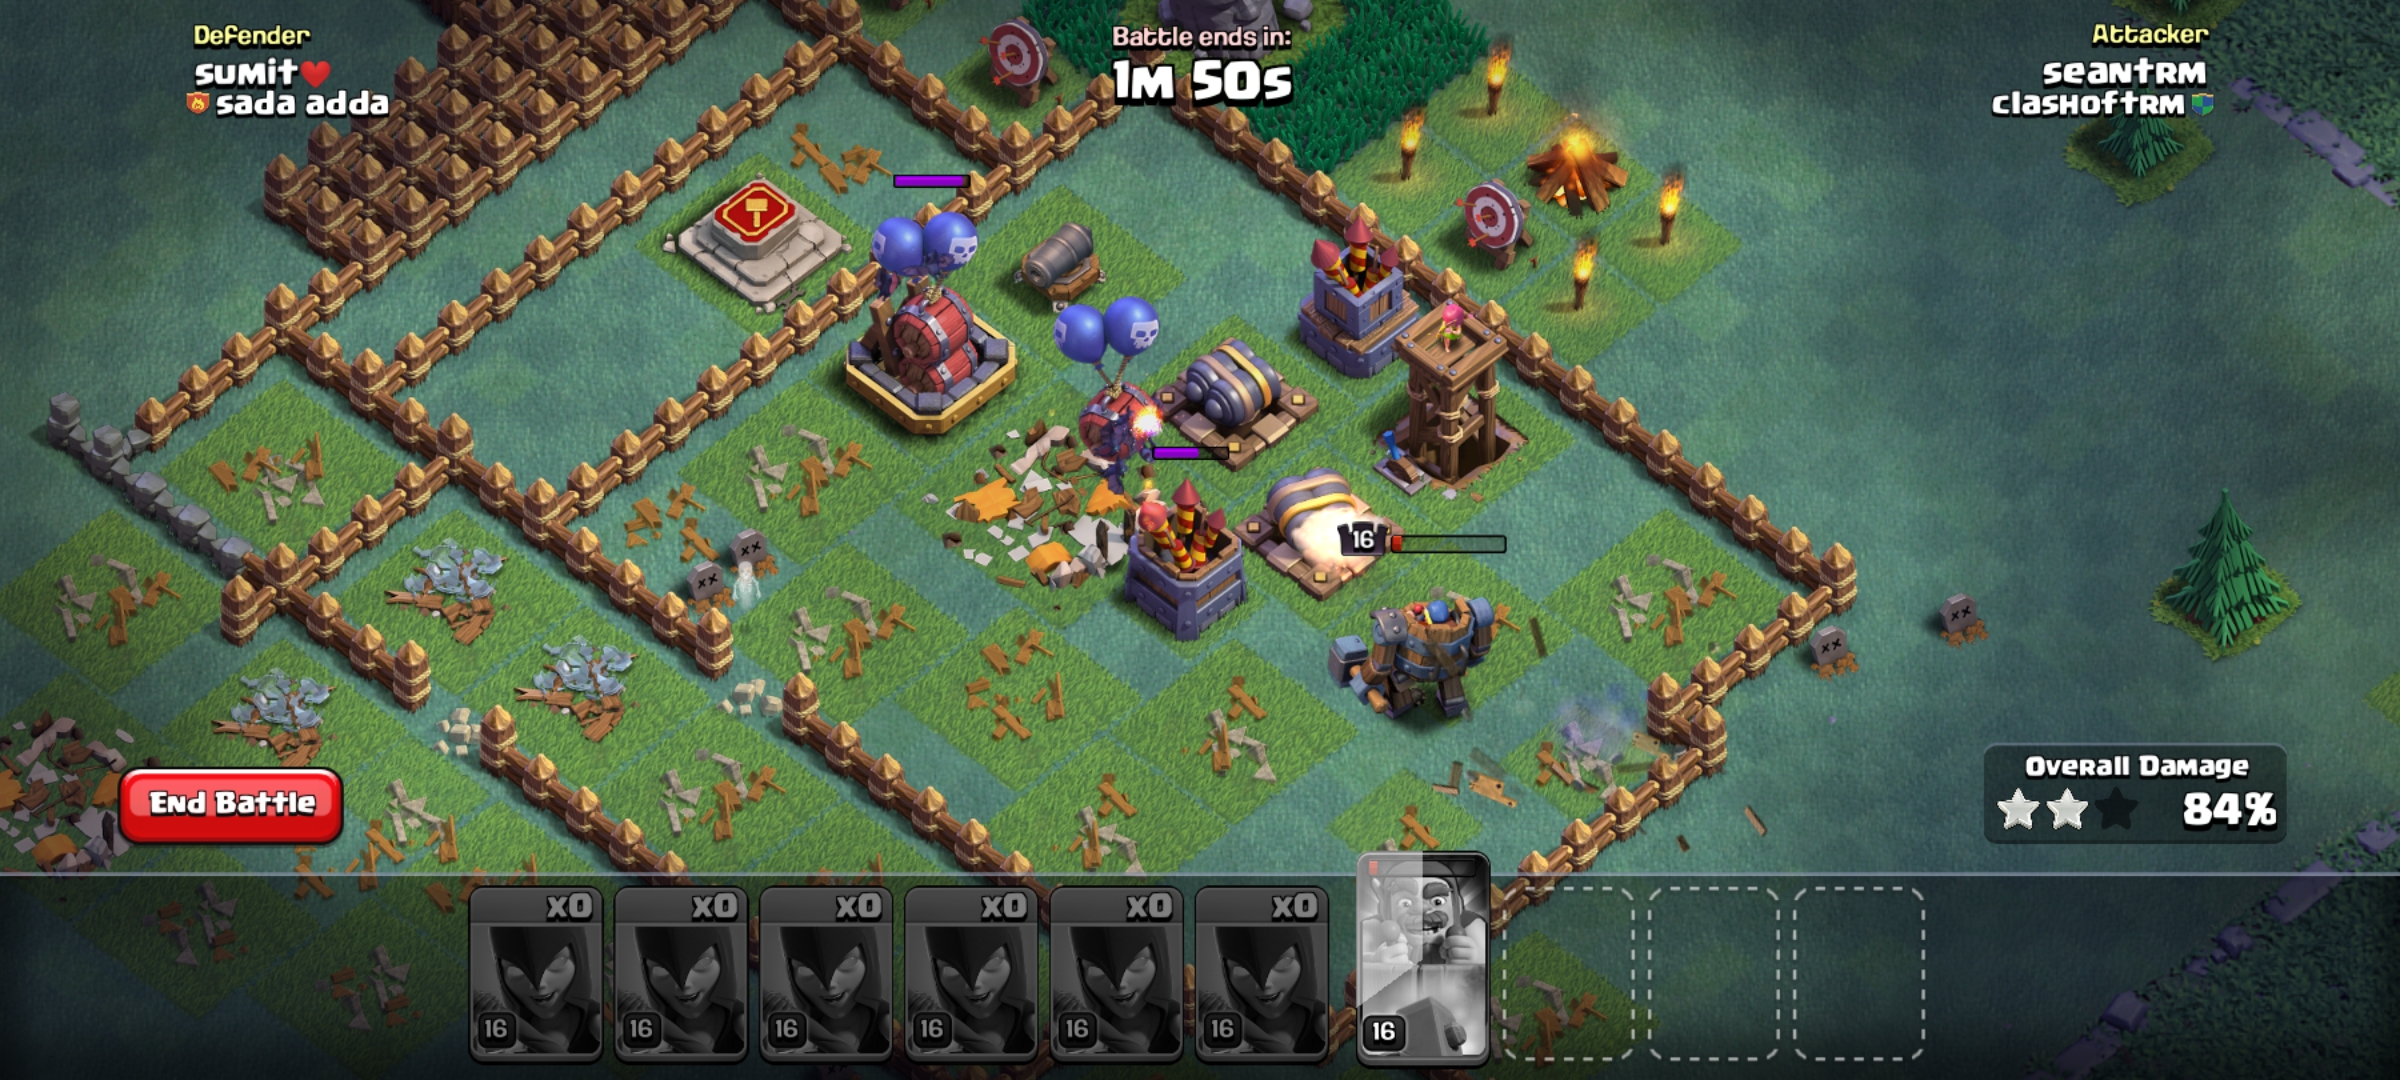 Defender
sumit❤
sada adda
Battle ends in:
1M 50s
Attacker
seantRM
clashoftRM
16
End Battle
Overall Damage
84%
x0
x0
x0
x0
x0
x0
16
16
16
16
16
16
16